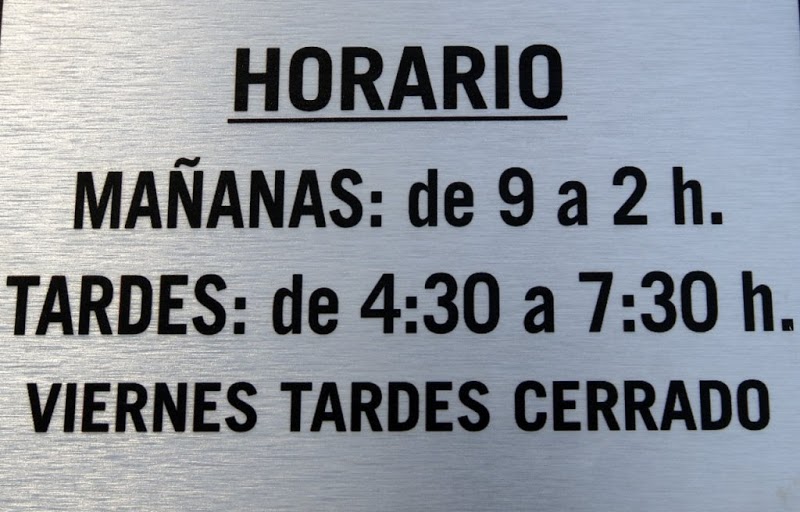 HORARIO
MAÑANAS: de 9 a 2 h.
TARDES: de 4:30 a 7:30 h.
VIERNES TARDES CERRADO